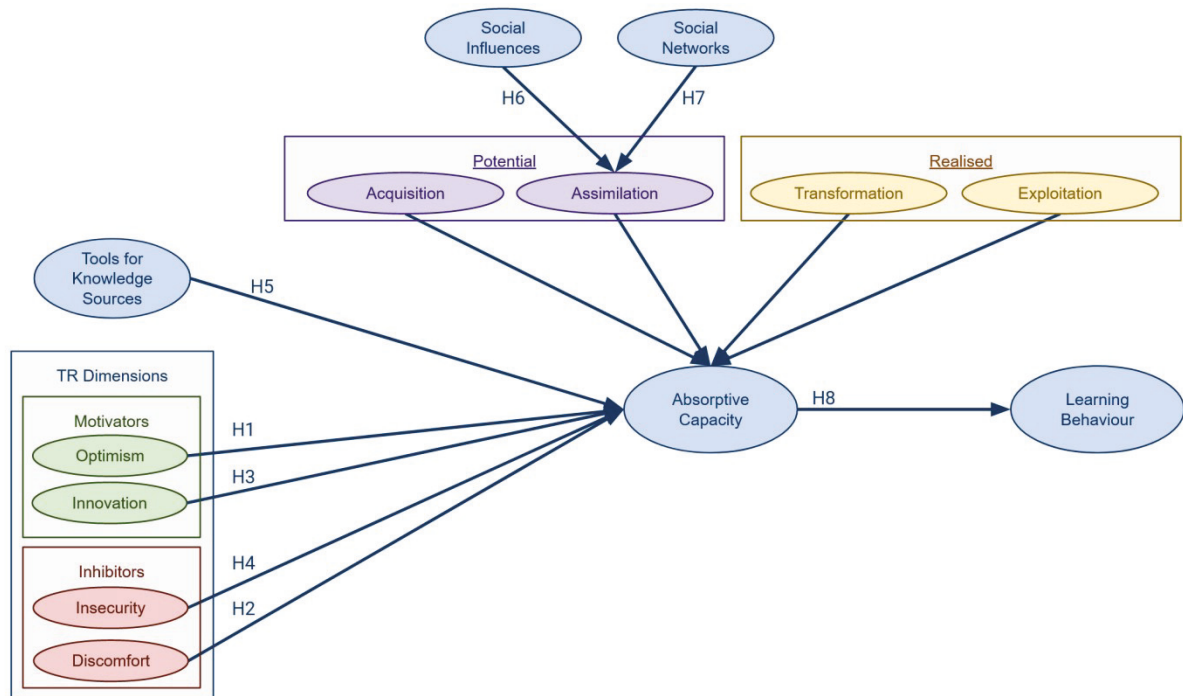 Social
Influences
Social
Networks
H6
H7
Potential
Realised
Acquisition
Assimilation
Transformation
Exploitation
Tools for
Knowledge
Sources
H5
TR Dimensions
Motivators
Optimism
Innovation
H1
H3
Inhibitors
Insecurity
Discomfort
H4
H2
Absorptive
Capacity
H8
Learning
Behaviour